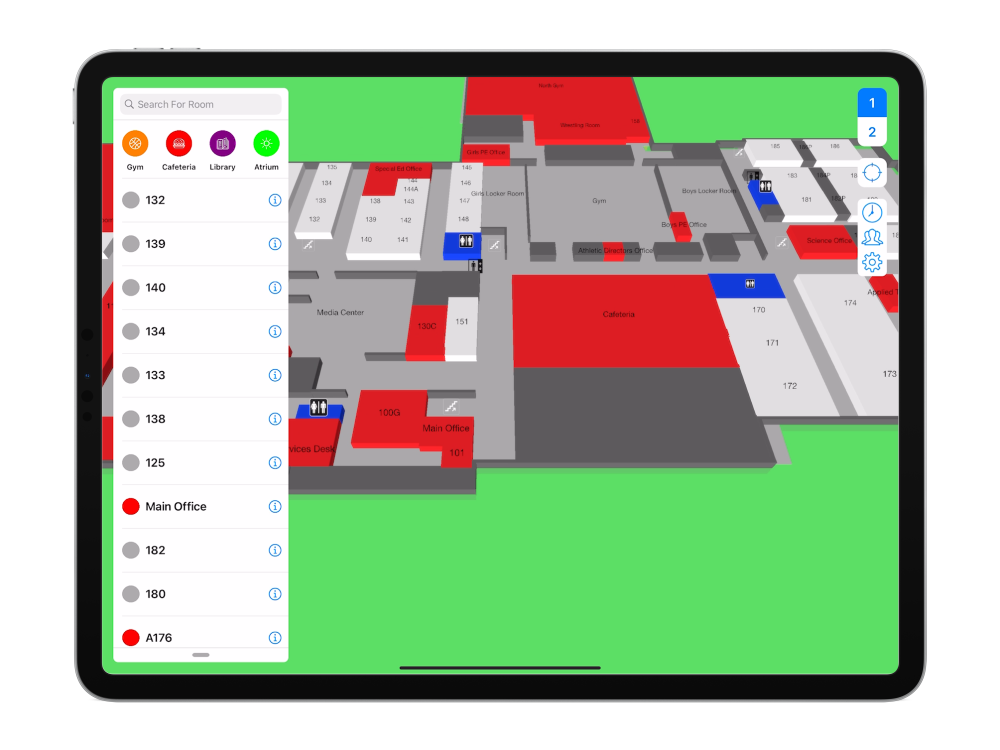 Search For Room
Gym
Cafeteria
Library
Atrium
132
139
140
134
133
138
125
Main Office
182
180
A176
1
2
North Gym
135
134
133
132
Special Ed Office
144
144A
138
143
139
142
140
141
145
146
147
148
Girls PE Office
Girls Locker Room
Gym
Boys Locker Room
Boys PE Office
Athletic Directors Office
185
186
183
181
Science Office
Media Center
130C
151
Cafeteria
170
171
172
174
173
Applied T
100G
Main Office
101
vices Desk